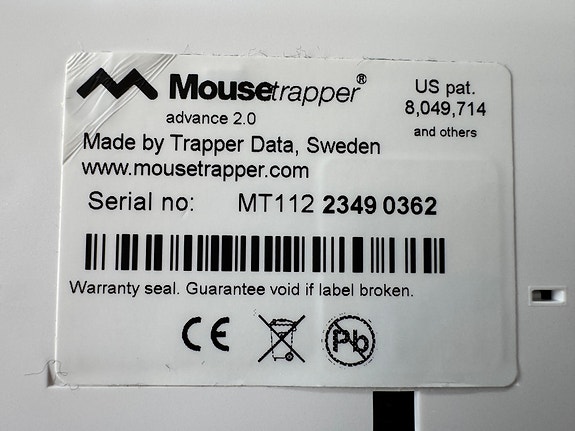 Mousetrapper®
advance 2.0
US pat.
8,049,714
and others
Made by Trapper Data, Sweden
www.mousetrapper.com
Serial no: MT112 2349 0362
Warranty seal. Guarantee void if label broken.
CE
Pb